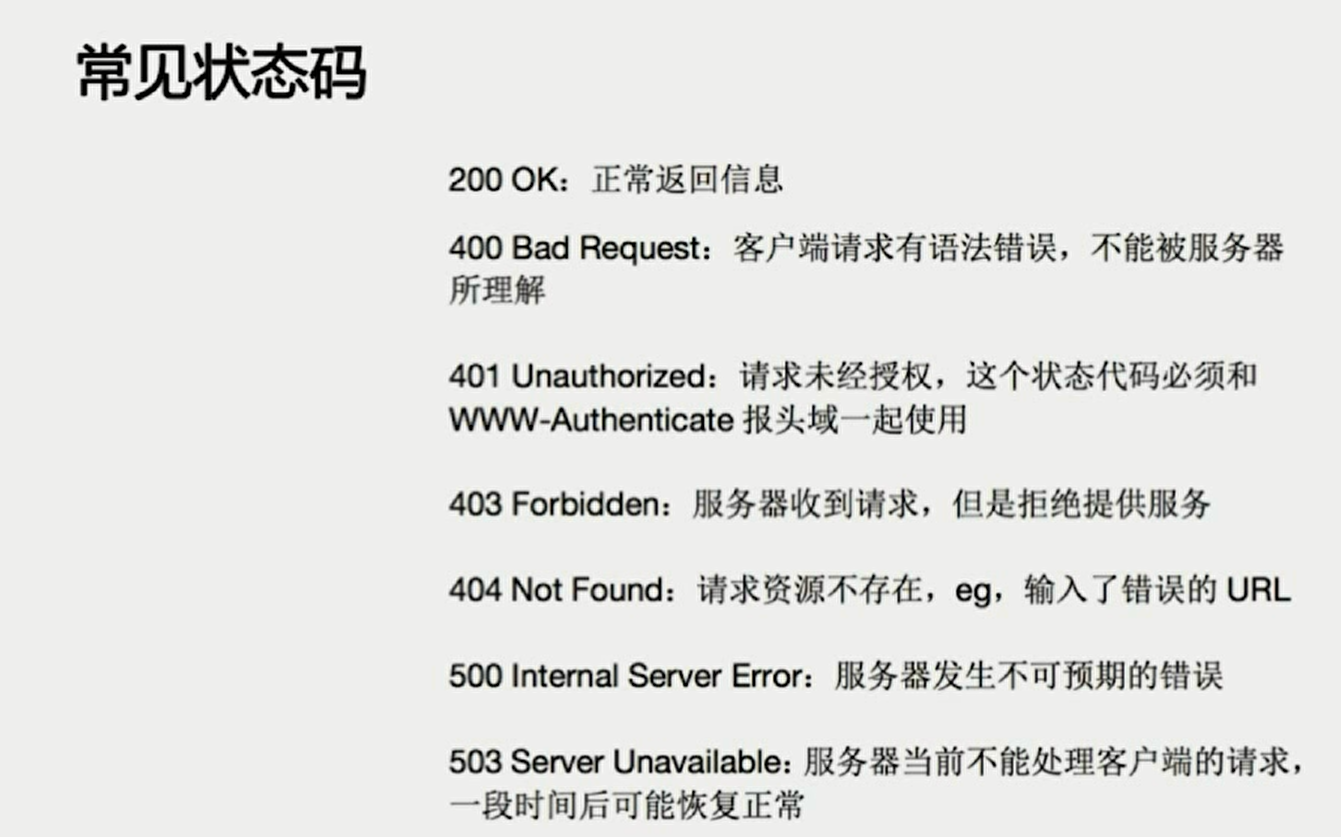 常见状态码
200 OK：正常返回信息
400 Bad Request：客户端请求有语法错误，不能被服务器
所理解
401 Unauthorized：请求未经授权，这个状态代码必须和
WWW-Authenticate 报头域一起使用
403 Forbidden：服务器收到请求，但是拒绝提供服务
404 Not Found：请求资源不存在，eg，输入了错误的 URL
500 Internal Server Error：服务器发生不可预期的错误
503 Server Unavailable：服务器当前不能处理客户端的请求，
一段时间后可能恢复正常